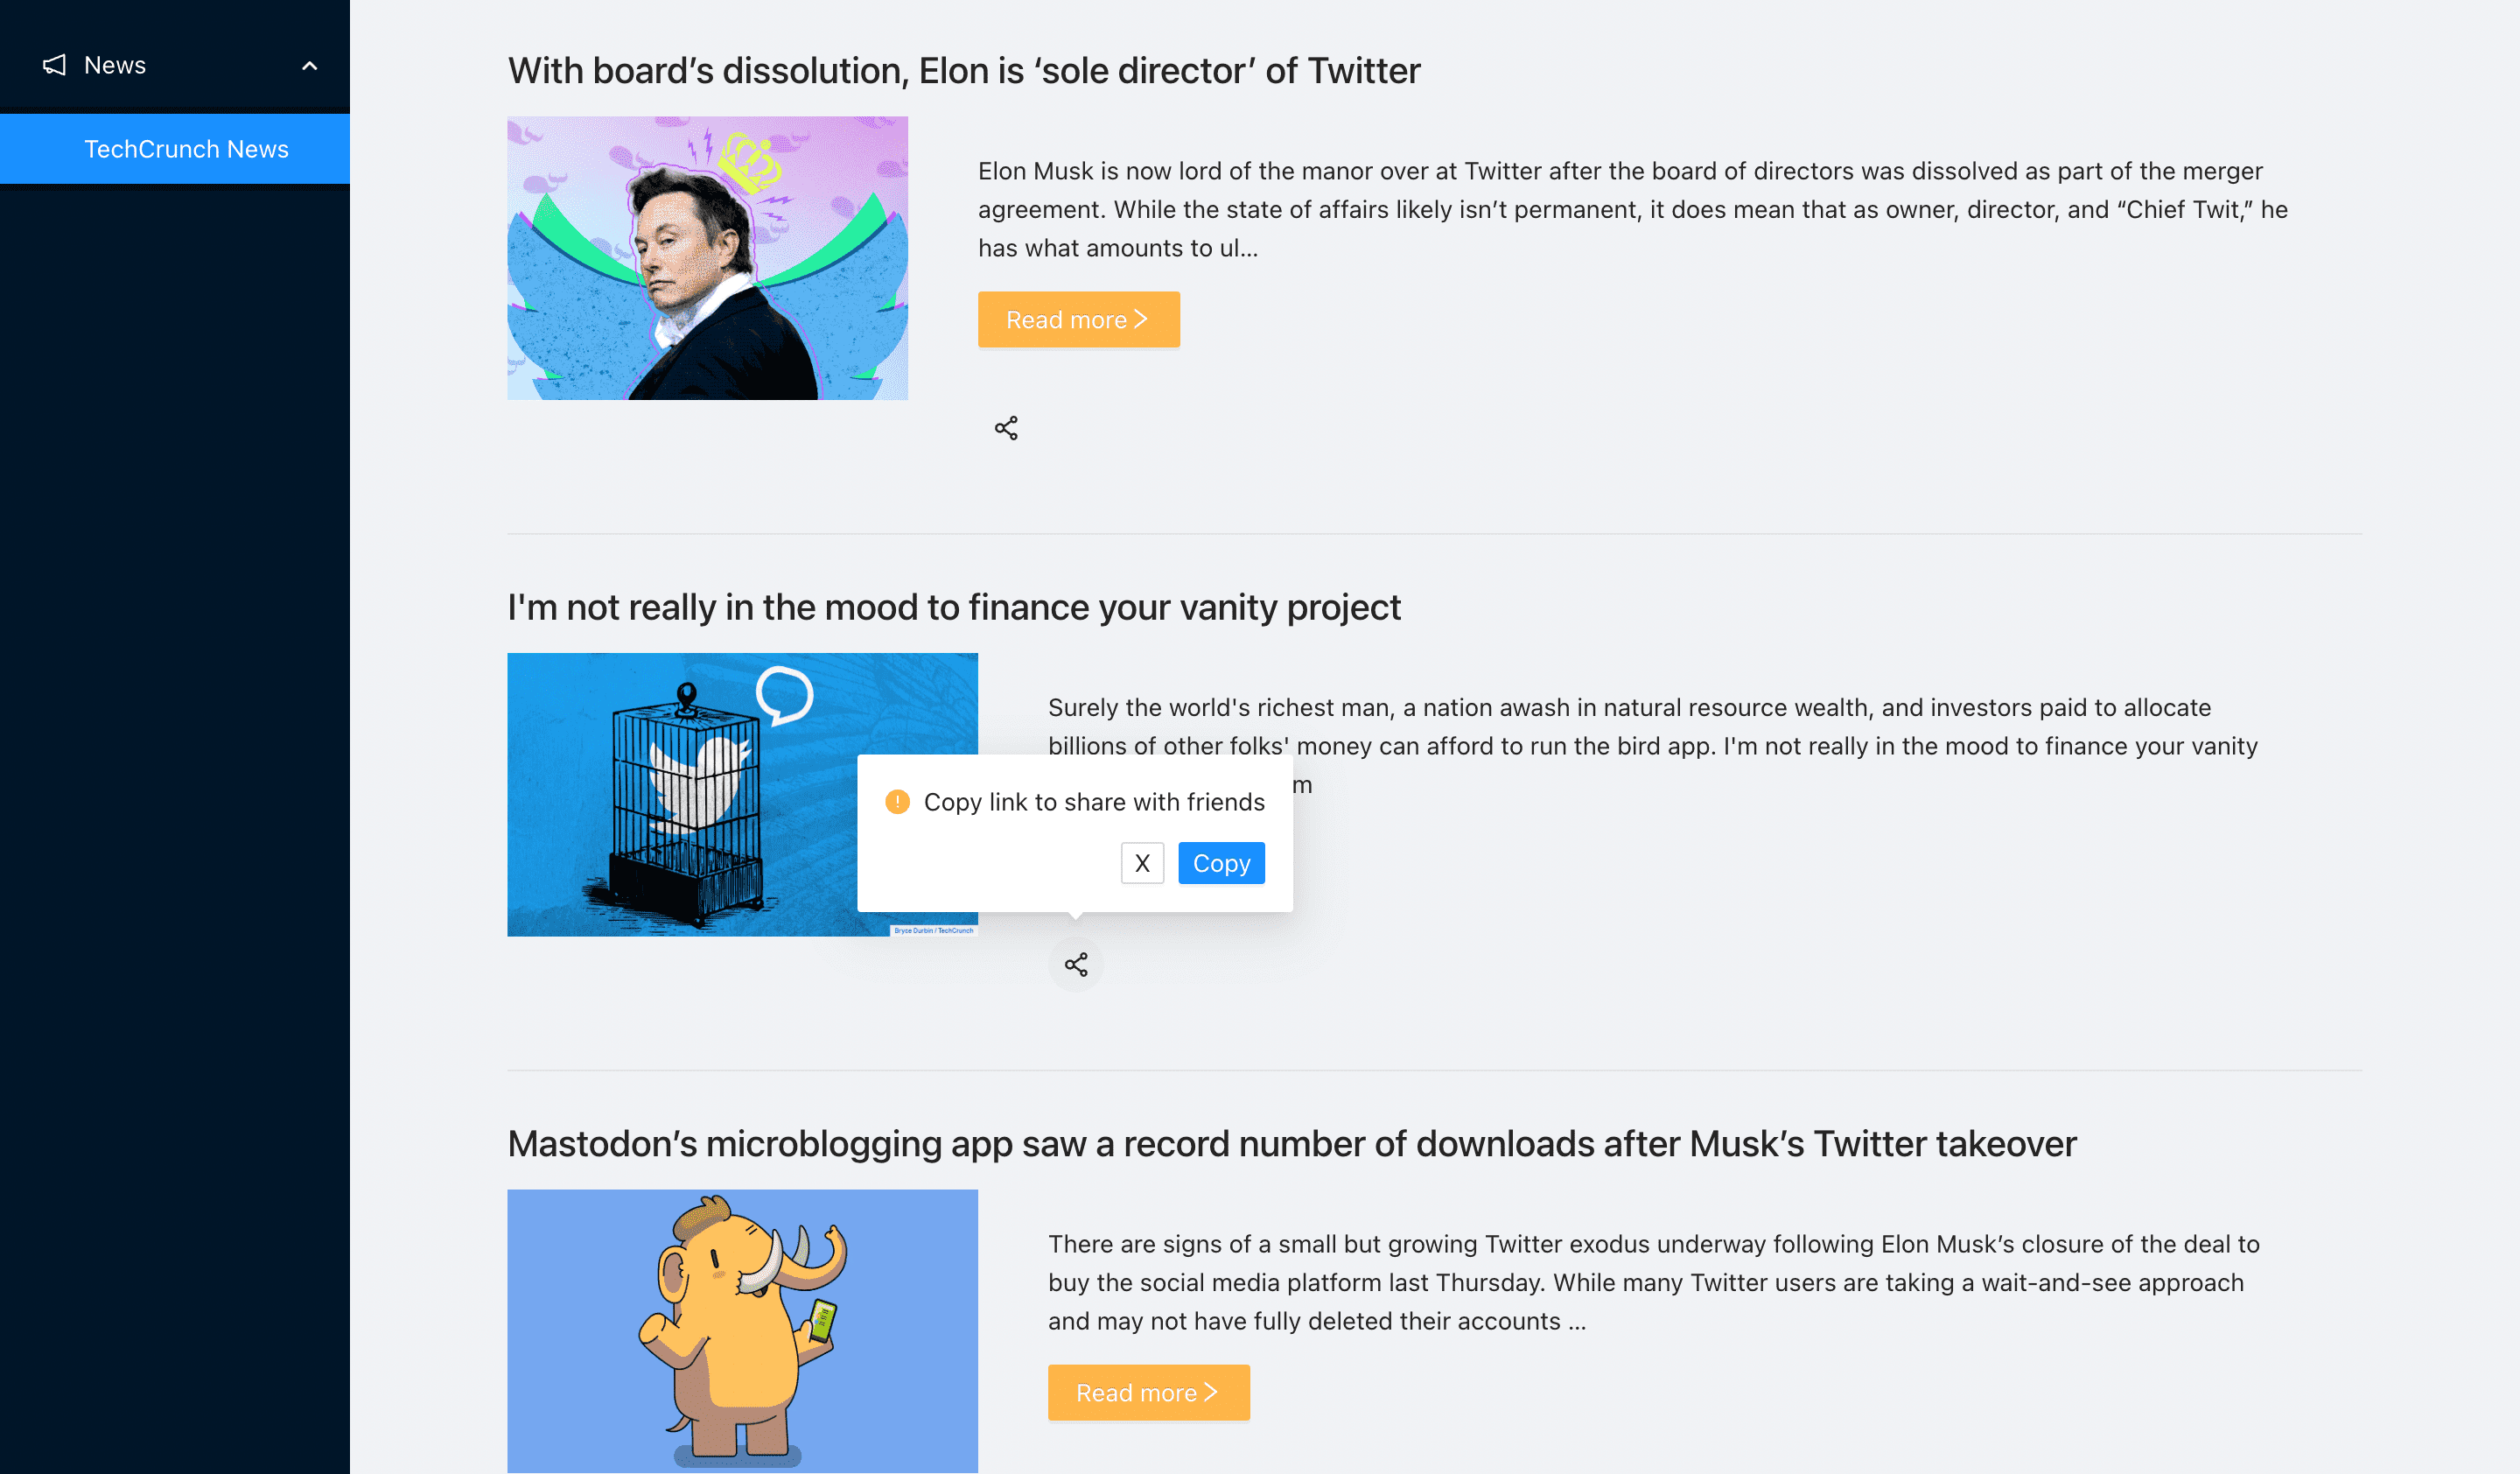 News
TechCrunch News
With board’s dissolution, Elon is ‘sole director’ of Twitter
Elon Musk is now lord of the manor over at Twitter after the board of directors was dissolved as part of the merger
agreement. While the state of affairs likely isn’t permanent, it does mean that as owner, director, and “Chief Twit,” he
has what amounts to ul...
Read more >
I'm not really in the mood to finance your vanity project
Surely the world's richest man, a nation awash in natural resource wealth, and investors paid to allocate
billions of other folks' money can afford to run the bird app. I'm not really in the mood to finance your vanity
m
Copy link to share with friends
X Copy
Bryce Durbin / TechCrunch
Mastodon’s microblogging app saw a record number of downloads after Musk’s Twitter takeover
There are signs of a small but growing Twitter exodus underway following Elon Musk’s closure of the deal to
buy the social media platform last Thursday. While many Twitter users are taking a wait-and-see approach
and may not have fully deleted their accounts ...
Read more >